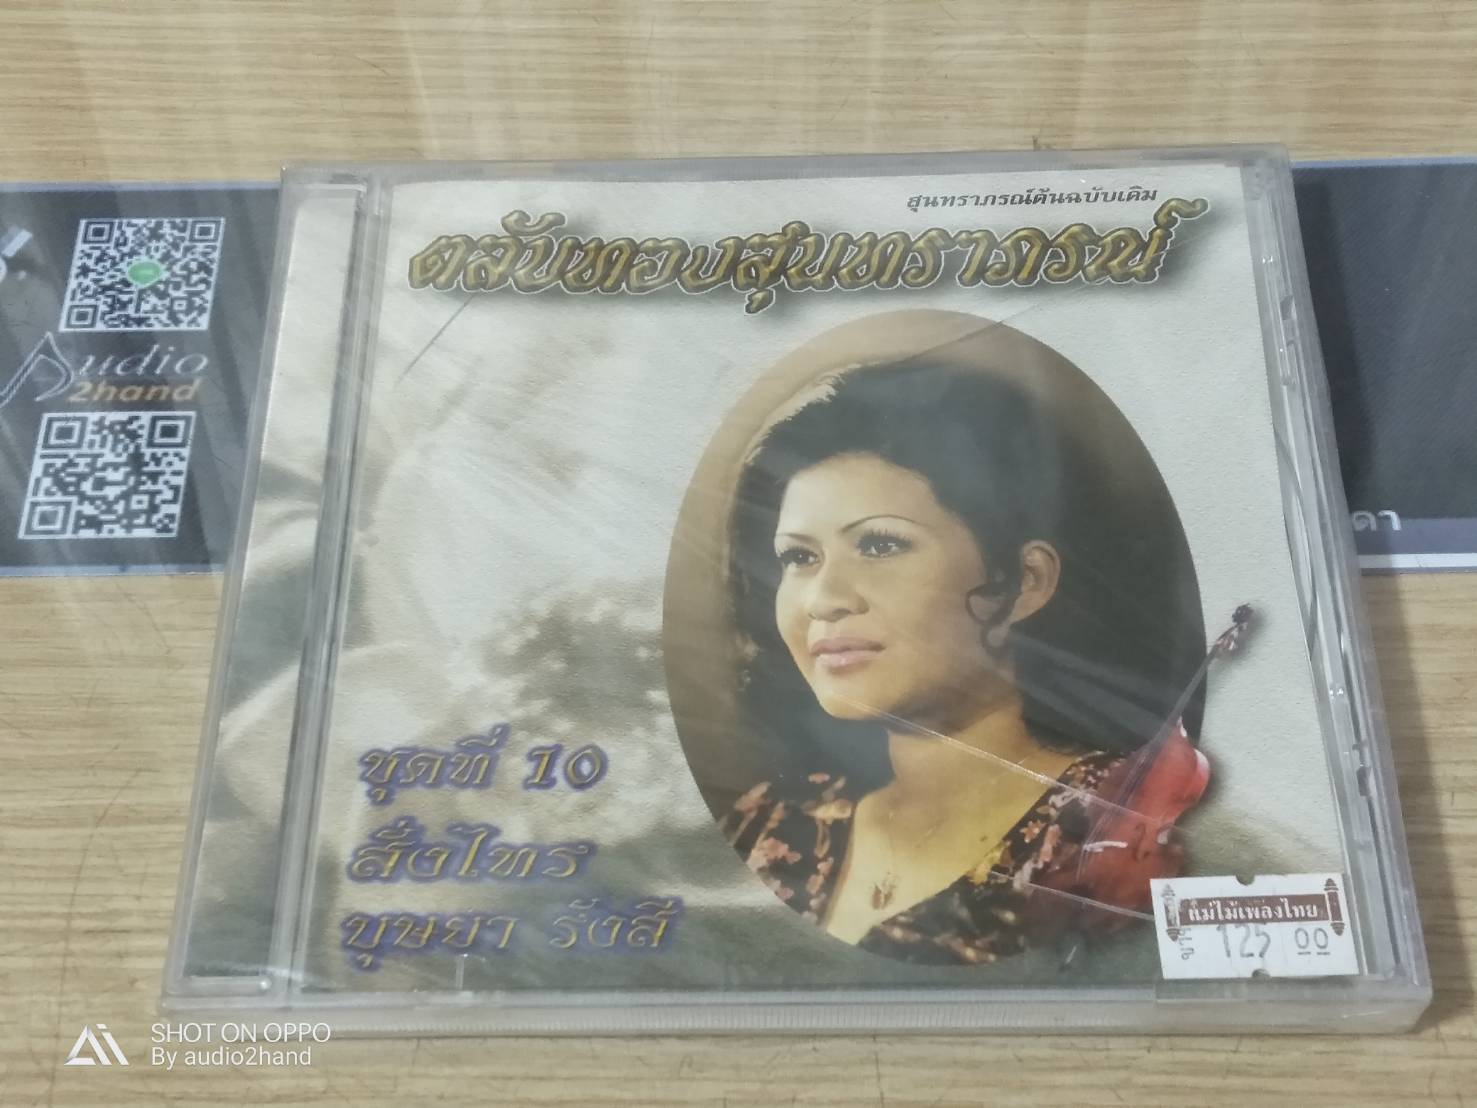 สุนทราภรณ์ต้นฉบับเดิม
ตลับทองสุนทราภรณ์
Audio
2hand
ชุดที่ 10
สั่งไทร
บุษยา รังสี
แม่ไม้เพลงไทย
125 00
SHOT ON OPPO
By audio2hand